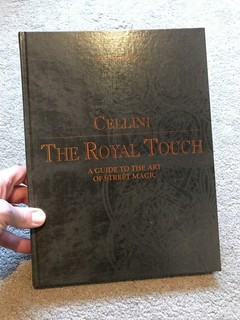 CELLINI
THE ROYAL TOUCH
A GUIDE TO THE ART
OF STREET MAGIC